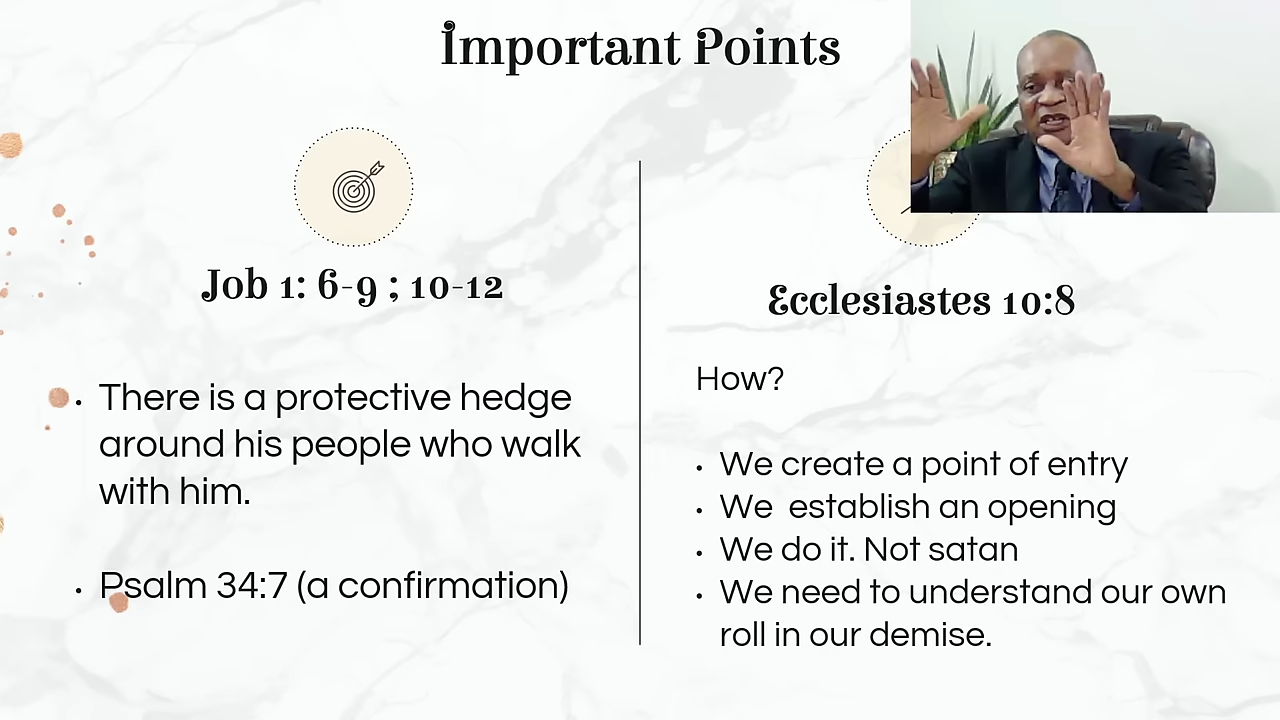 Important Points
Job 1: 6-9 ; 10-12
There is a protective hedge
around his people who walk
with him.
Psalm 34:7 (a confirmation)
Ecclesiastes 10:8
How?
We create a point of entry
We  establish an opening
We do it. Not satan
We need to understand our own
roll in our demise.